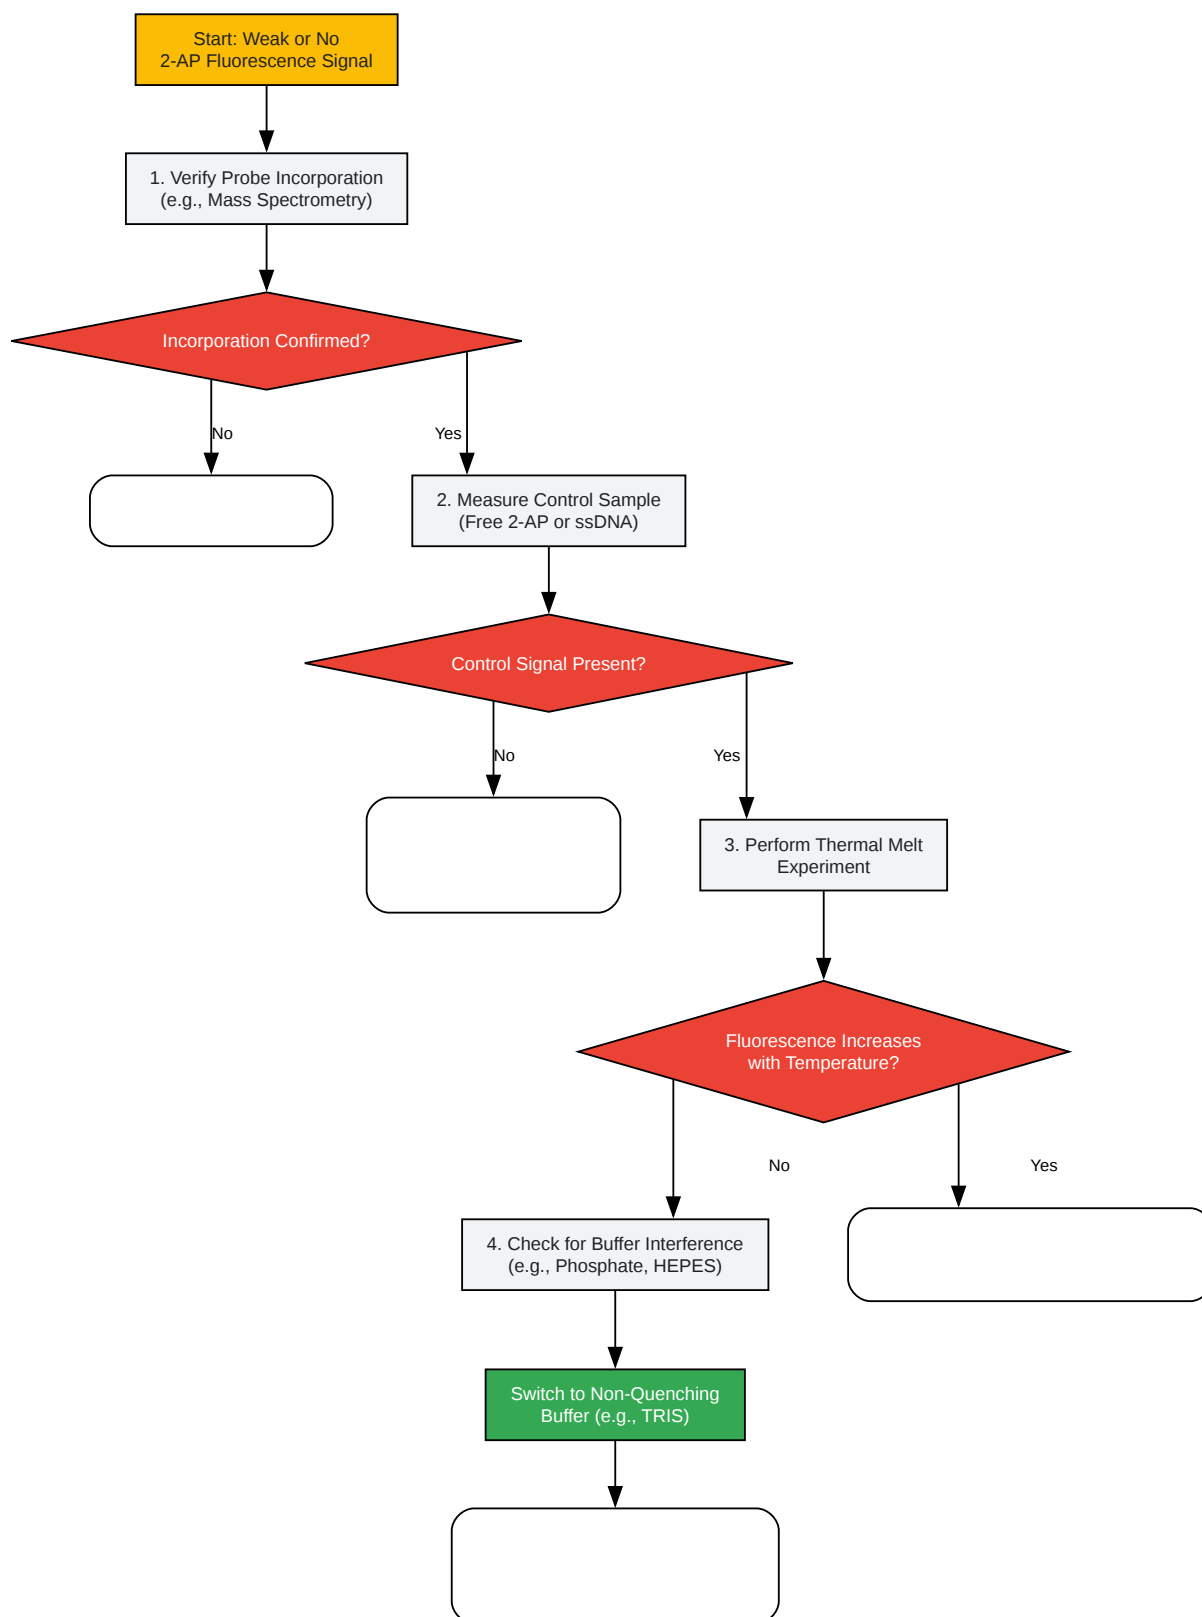 Start: Weak or No
2-AP Fluorescence Signal
1. Verify Probe Incorporation
(e.g., Mass Spectrometry)
Incorporation Confirmed?
No
Yes
2. Measure Control Sample
(Free 2-AP or ssDNA)
Control Signal Present?
No
Yes
3. Perform Thermal Melt
Experiment
Fluorescence Increases
with Temperature?
No
Yes
4. Check for Buffer Interference
(e.g., Phosphate, HEPES)
Switch to Non-Quenching
Buffer (e.g., TRIS)